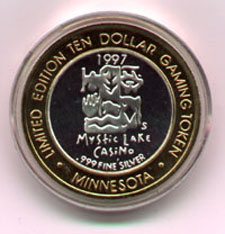 LIMITED EDITION TEN DOLLAR GAMING TOKEN
1997
S
MYSTIC LAKE
CASINO
.999 FINE SILVER
• MINNESOTA •